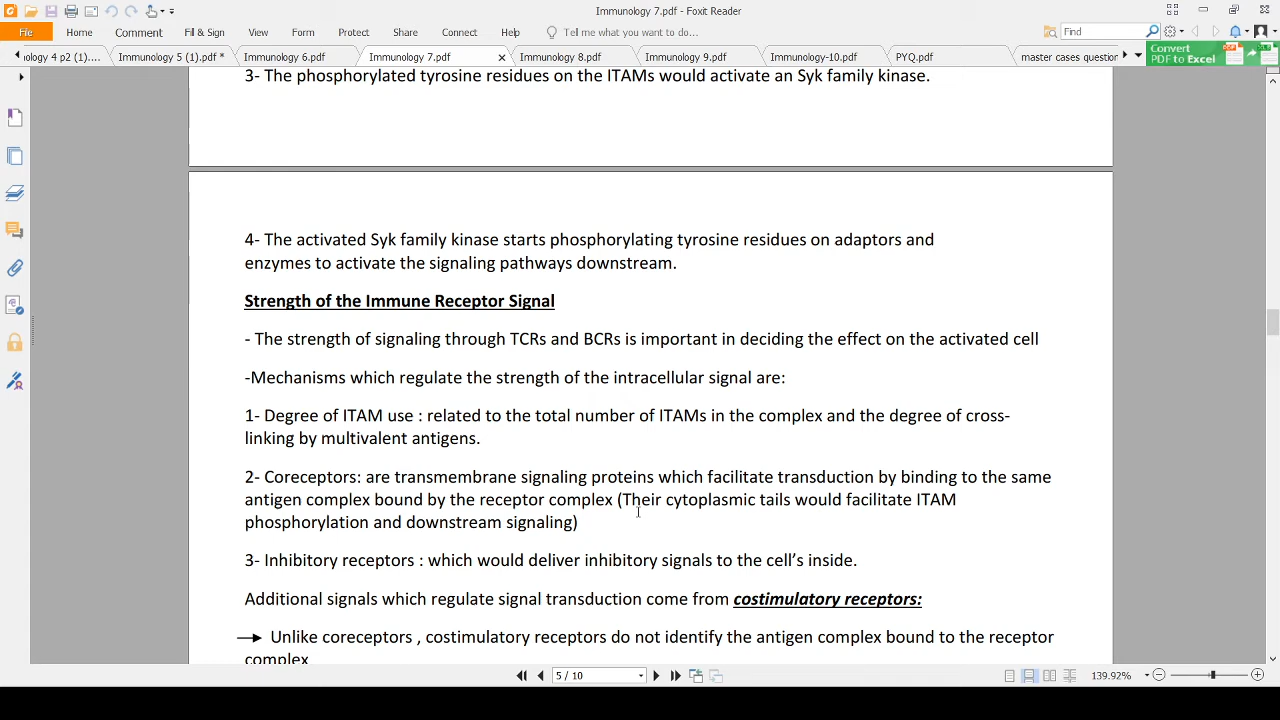 Immunology 7.pdf - Foxit Reader
File Home Comment Fill & Sign View Form Protect Share Connect Help Tell me what you want to do... Find
ology 4 p2 (1).... Immunology 5 (1).pdf * Immunology 6.pdf Immunology 7.pdf 8.pdf Immunology 9.pdf Immunology-10.pdf PYQ.pdf master cases question
Convert
PDF to Excel
3- The phosphorylated tyrosine residues on the ITAMs would activate an Syk family kinase.
4- The activated Syk family kinase starts phosphorylating tyrosine residues on adaptors and
enzymes to activate the signaling pathways downstream.
Strength of the Immune Receptor Signal
- The strength of signaling through TCRs and BCRs is important in deciding the effect on the activated cell
-Mechanisms which regulate the strength of the intracellular signal are:
1- Degree of ITAM use : related to the total number of ITAMs in the complex and the degree of cross-
linking by multivalent antigens.
2- Coreceptors: are transmembrane signaling proteins which facilitate transduction by binding to the same
antigen complex bound by the receptor complex (Their cytoplasmic tails would facilitate ITAM
phosphorylation and downstream signaling)
3- Inhibitory receptors : which would deliver inhibitory signals to the cell's inside.
Additional signals which regulate signal transduction come from costimulatory receptors:
Unlike coreceptors , costimulatory receptors do not identify the antigen complex bound to the receptor
complex
5 / 10
139.92%